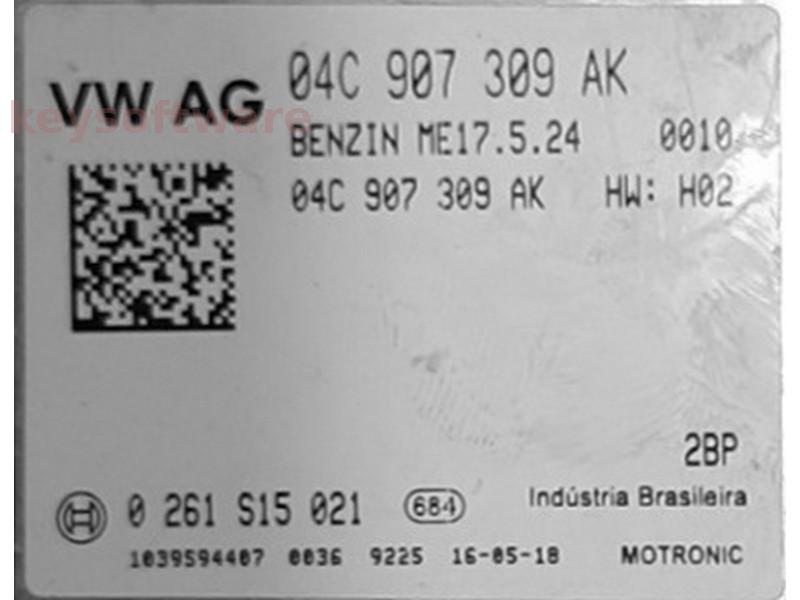 VW AG 04C 907 309 AK
keysoftware
BENZIN ME17.5.24 0010
04C 907 309 AK HW: H02
2BP
0 261 S15 021 684 Indústria Brasileira
1039594407 0036 9225 16-05-18 MOTRONIC